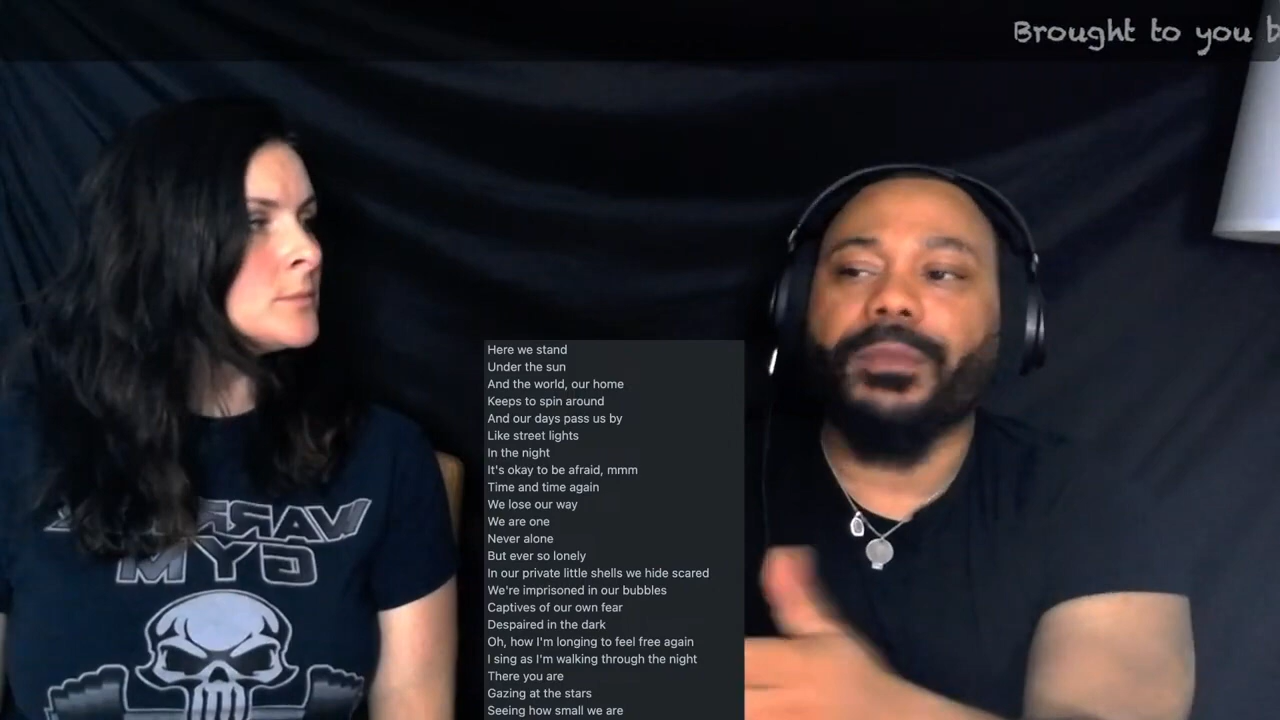 Brought to you b
Here we stand
Under the sun
And the world, our home
Keeps to spin around
And our days pass us by
Like street lights
In the night
It's okay to be afraid, mmm
Time and time again
We lose our way
We are one
Never alone
But ever so lonely
In our private little shells we hide scared
We're imprisoned in our bubbles
Captives of our own fear
Despaired in the dark
Oh, how I'm longing to feel free again
I sing as I'm walking through the night
There you are
Gazing at the stars
Seeing how small we are
GYM